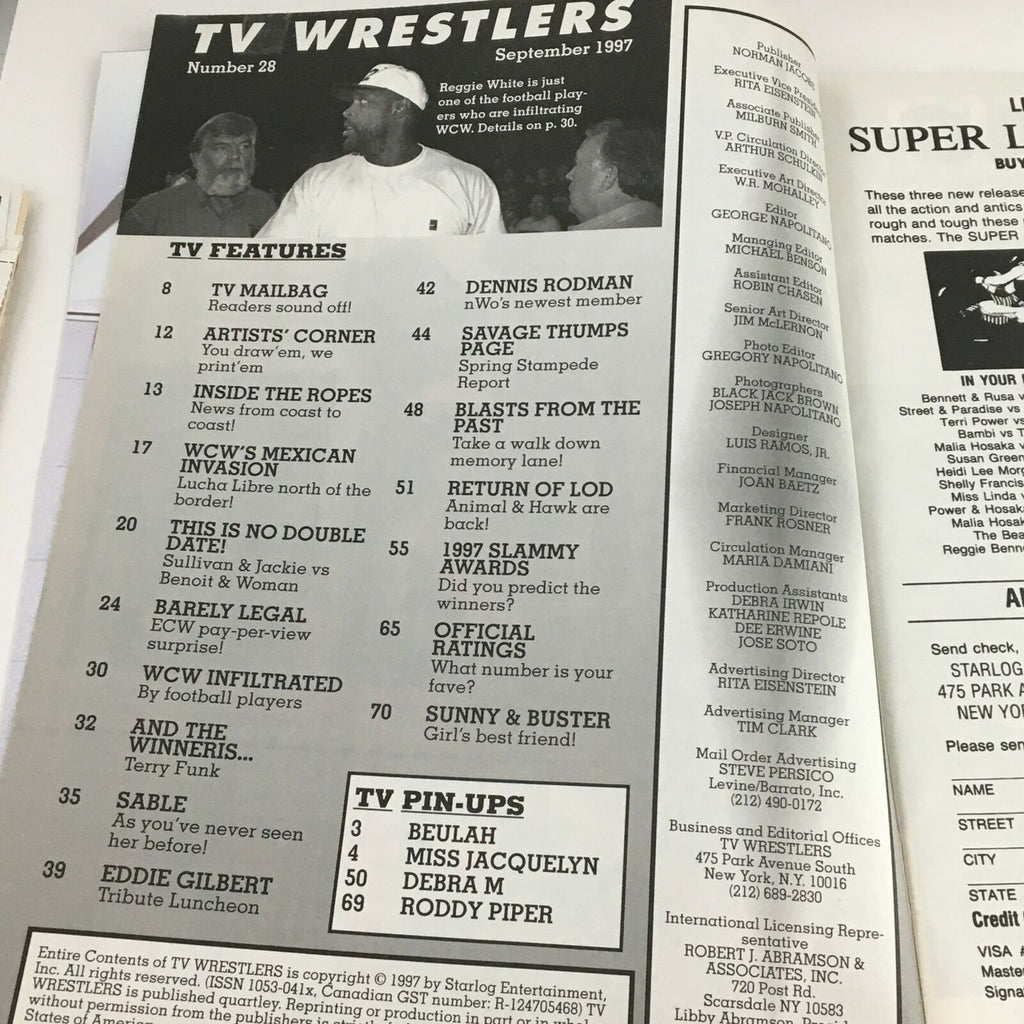 TV WRESTLERS
Number 28
September 1997
Reggie White is just
one of the football play-
ers who are infiltrating
WCW. Details on p. 30.
TV FEATURES
8 TV MAILBAG
Readers sound off!
12 ARTISTS' CORNER
You draw'em, we
print'em
13 INSIDE THE ROPES
News from coast to
coast!
17 WCW'S MEXICAN
INVASION
Lucha Libre north of the
border!
20 THIS IS NO DOUBLE
DATE!
Sullivan & Jackie vs
Benoit & Woman
24 BARELY LEGAL
ECW pay-per-view
surprise!
30 WCW INFILTRATED
By football players
32 AND THE
WINNERIS...
Terry Funk
35 SABLE
As you've never seen
her before!
39 EDDIE GILBERT
Tribute Luncheon
42 DENNIS RODMAN
nWo's newest member
44 SAVAGE THUMPS
PAGE
Spring Stampede
Report
48 BLASTS FROM THE
PAST
Take a walk down
memory lane!
51 RETURN OF LOD
Animal & Hawk are
back!
55 1997 SLAMMY
AWARDS
Did you predict the
winners?
65 OFFICIAL
RATINGS
What number is your
fave?
70 SUNNY & BUSTER
Girl's best friend!
TV PIN-UPS
3 BEULAH
4 MISS JACQUELYN
50 DEBRA M
69 RODDY PIPER
Entire Contents of TV WRESTLERS is copyright © 1997 by Starlog Entertainment,
Inc. All rights reserved. (ISSN 1053-041x, Canadian GST number: R-124705468) TV
WRESTLERS is published quartley. Reprinting or production in part or in whole
without permission from the publishers is
States of America
Publisher
NORMAN JACOBS
Executive Vice
RITA EISENSTEIN
Associate Publisher
MILBURN SMITH
V.P. Circulation
ARTHUR SCHULKIN
Executive Art Director
W.R. MOHALLEY
Editor
GEORGE NAPOLITANO
Managing Editor
MICHAEL BENSON
Assistant Editor
ROBIN CHASEN
Senior Art Director
JIM McLERNON
Photo Editor
GREGORY NAPOLITANO
Photographers
BLACK JACK BROWN
JOSEPH NAPOLITANO
Designer
LUIS RAMOS, JR.
Financial Manager
JOAN BAETZ
Marketing Director
FRANK ROSNER
Circulation Manager
MARIA DAMIANI
Production Assistants
DEBRA IRWIN
KATHARINE REPOLE
DEE ERWINE
JOSE SOTO
Advertising Director
RITA EISENSTEIN
Advertising Manager
TIM CLARK
Mail Order Advertising
STEVE PERSICO
Levine/Barrato, Inc.
(212) 490-0172
Business and Editorial Offices
TV WRESTLERS
475 Park Avenue South
New York, N.Y. 10016
(212) 689-2830
International Licensing Repre-
sentative
ROBERT J. ABRAMSON &
ASSOCIATES, INC.
720 Post Rd.
Scarsdale NY 10583
Libby Abramson,
SUPER
BUY
These three new release
all the action and antics
rough and tough these
matches. The SUPER
IN YOUR
Bennett & Rusa v
Street & Paradise vs
Terri Power vs
Bambi vs T
Malia Hosaka v
Susan Green
Heidi Lee Morg
Shelly Francis
Miss Linda v
Power & Hosaka
Malia Hosak
The Bea
Reggie Benn
Send check,
STARLOG
475 PARK A
NEW YO
Please sen
NAME
STREET
CITY
STATE
Credit
VISA #
Master
Signa